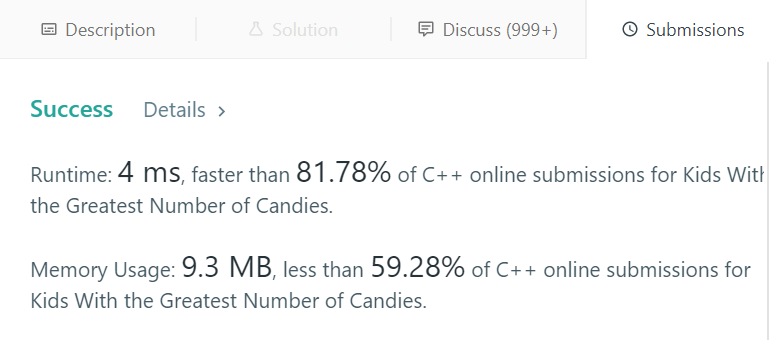 Description Solution Discuss (999+) Submissions
Success Details >
Runtime: 4 ms, faster than 81.78% of C++ online submissions for Kids With
the Greatest Number of Candies.
Memory Usage: 9.3 MB, less than 59.28% of C++ online submissions for
Kids With the Greatest Number of Candies.